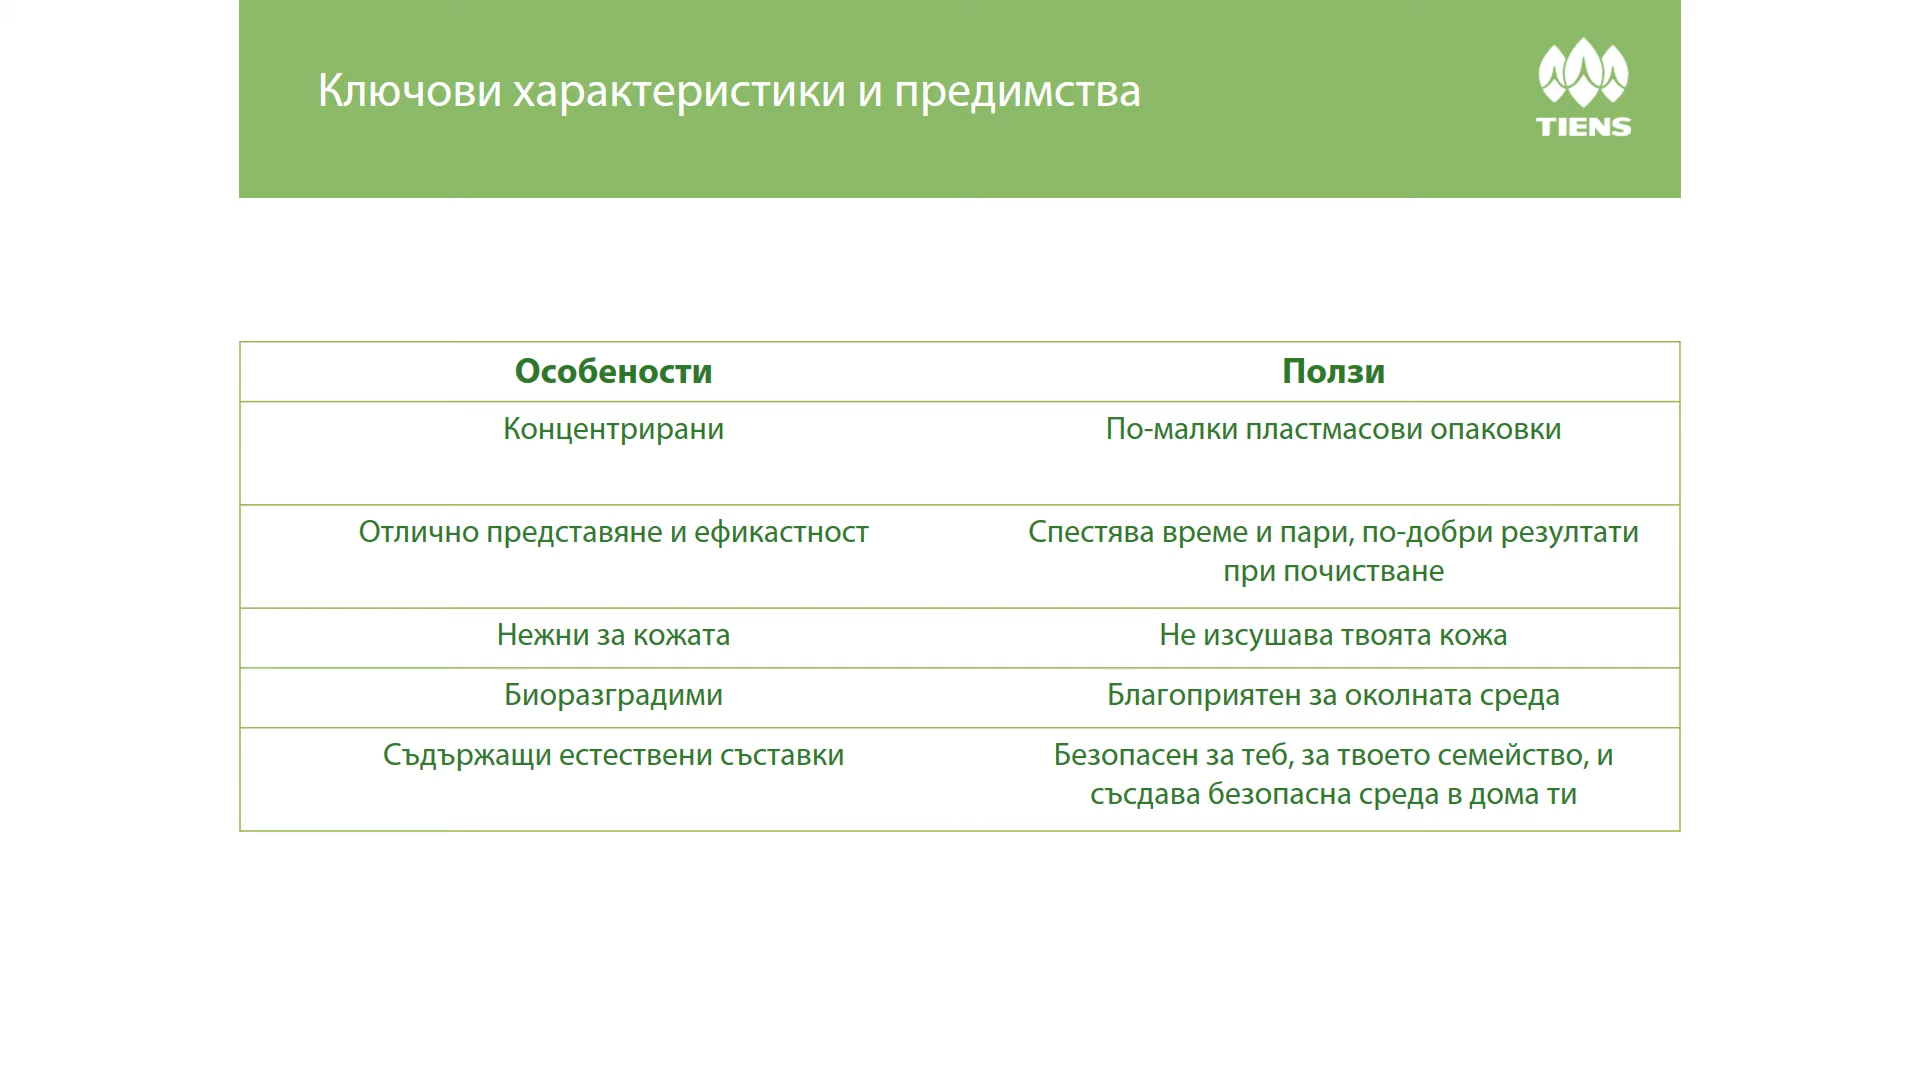 Ключови характеристики и предимства
TIENS
Особености
Ползи
Концентрирани
По-малки пластмасови опаковки
Отлично представяне и ефикастност
Спестява време и пари, по-добри резултати
при почистване
Нежни за кожата
Не изсушава твоята кожа
Биоразградими
Благоприятен за околната среда
Съдържащи естествени съставки
Безопасен за теб, за твоето семейство, и
съсдава безопасна среда в дома ти